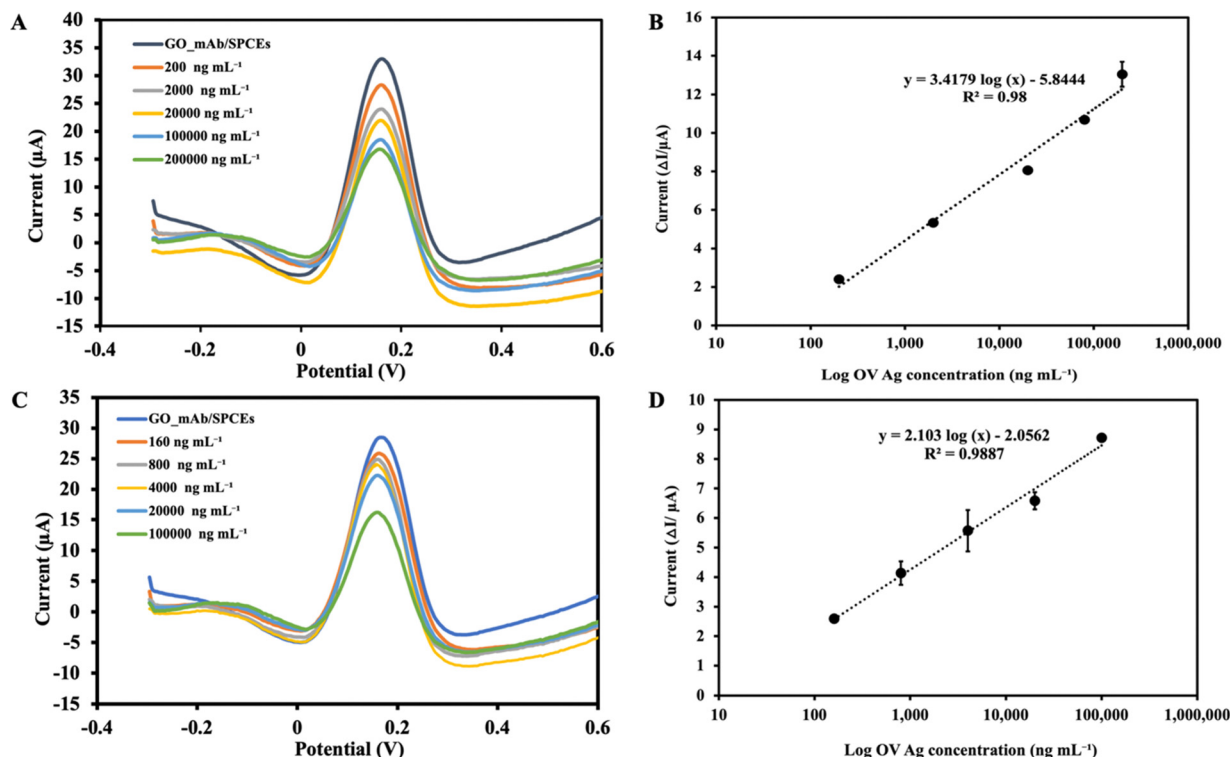 A
40
35
30
25
20
15
10
5
0
-5
-10
-15
Current (µA)
-0.4
-0.2
0
0.2
0.4
0.6
Potential (V)
GO_mAb/SPCEs
200 ng mL⁻¹
2000 ng mL⁻¹
20000 ng mL⁻¹
100000 ng mL⁻¹
200000 ng mL⁻¹
B
16
14
12
10
8
6
4
2
0
Current (ΔI/µA)
y = 3.4179 log (x) - 5.8444
R² = 0.98
10
100
1,000
10,000
100,000
1,000,000
Log OV Ag concentration (ng mL⁻¹)
C
35
30
25
20
15
10
5
0
-5
-10
-15
Current (µA)
-0.4
-0.2
0
0.2
0.4
0.6
Potential (V)
GO_mAb/SPCEs
160 ng mL⁻¹
800 ng mL⁻¹
4000 ng mL⁻¹
20000 ng mL⁻¹
100000 ng mL⁻¹
D
10
9
8
7
6
5
4
3
2
1
0
Current (ΔI/ µA)
y = 2.103 log (x) - 2.0562
R² = 0.9887
10
100
1,000
10,000
100,000
1,000,000
Log OV Ag concentration (ng mL⁻¹)